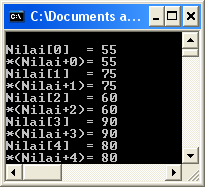 C:\Documents a...
Nilai[0] = 55
*(Nilai+0)= 55
Nilai[1] = 75
*(Nilai+1)= 75
Nilai[2] = 60
*(Nilai+2)= 60
Nilai[3] = 90
*(Nilai+3)= 90
Nilai[4] = 80
*(Nilai+4)= 80